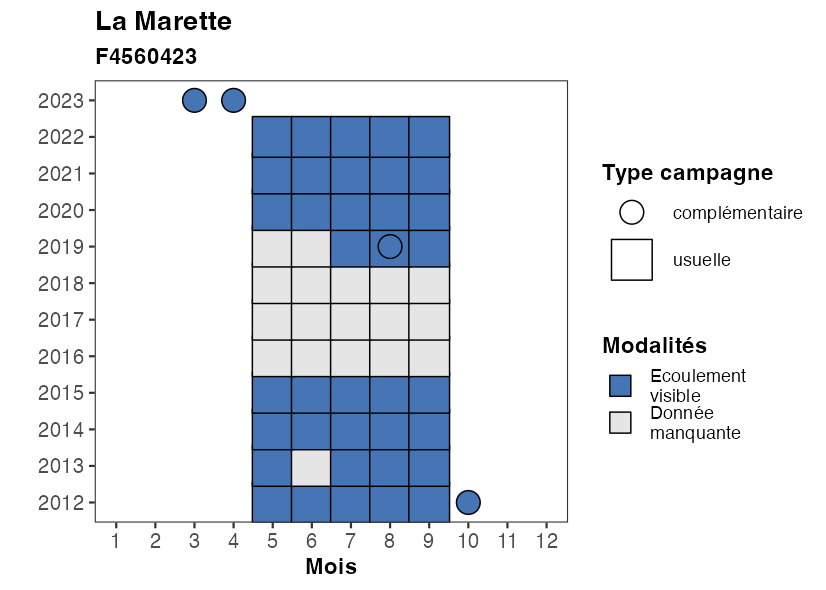 La Marette
F4560423
2023
2022
2021
2020
2019
2018
2017
2016
2015
2014
2013
2012
1 2 3 4 5 6 7 8 9 10 11 12
Mois
Type campagne
complémentaire
usuelle
Modalités
Ecoulement
visible
Donnée
manquante